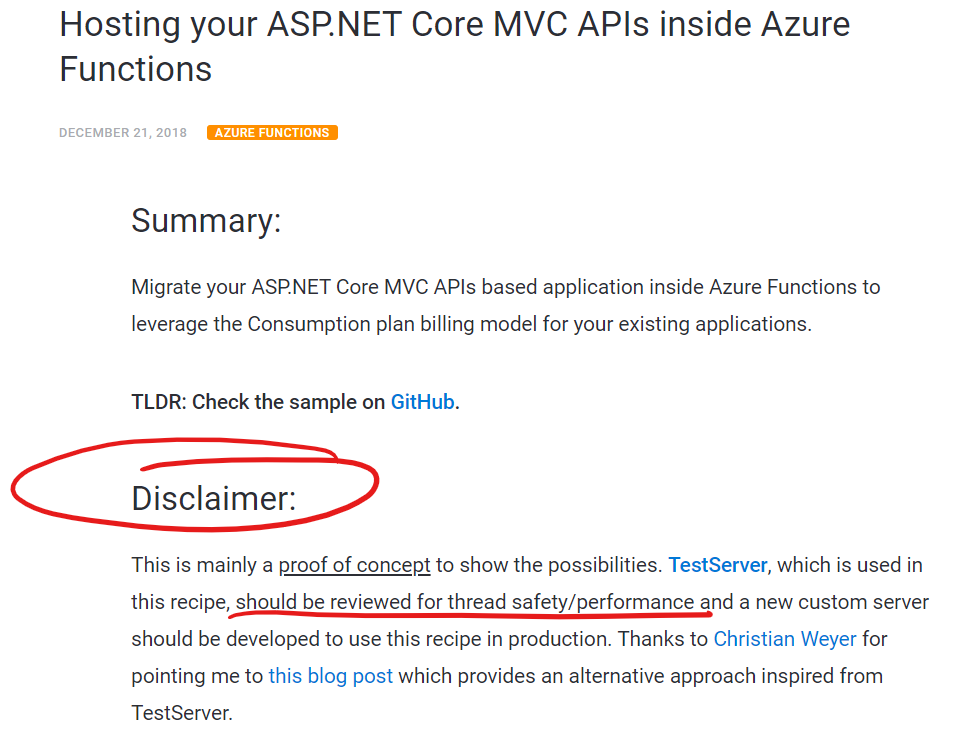 Hosting your ASP.NET Core MVC APIs inside Azure
Functions
DECEMBER 21, 2018 AZURE FUNCTIONS
Summary:
Migrate your ASP.NET Core MVC APIs based application inside Azure Functions to
leverage the Consumption plan billing model for your existing applications.
TLDR: Check the sample on GitHub.
Disclaimer:
This is mainly a proof of concept to show the possibilities. TestServer, which is used in
this recipe, should be reviewed for thread safety/performance and a new custom server
should be developed to use this recipe in production. Thanks to Christian Weyer for
pointing me to this blog post which provides an alternative approach inspired from
TestServer.